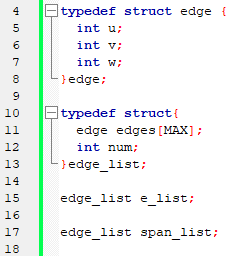 4 typedef struct edge {
5 int u;
6 int v;
7 int w;
8 }edge;
9
10 typedef struct{
11 edge edges[MAX];
12 int num;
13 }edge_list;
14
15 edge_list e_list;
16
17 edge_list span_list;
18